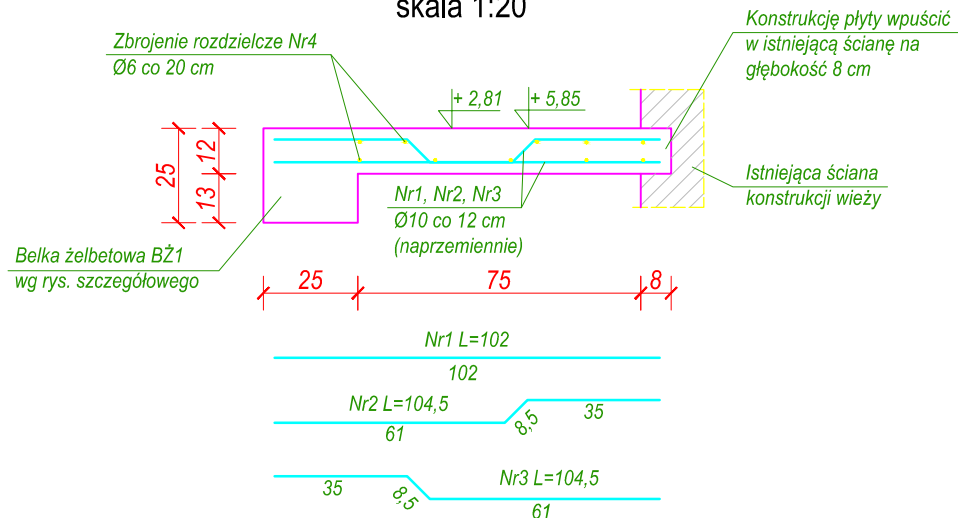 skala 1:20
Zbrojenie rozdzielcze Nr4
Ø6 co 20 cm
Konstrukcję płyty wpuścić
w istniejącą ścianę na
głębokość 8 cm
+ 2,81
+ 5,85
25
12
13
Nr1, Nr2, Nr3
Ø10 co 12 cm
(naprzemiennie)
Istniejąca ściana
konstrukcji wieży
Belka żelbetowa BŻ1
wg rys. szczegółowego
25
75
8
Nr1 L=102
102
Nr2 L=104,5
61
8,5
35
35
8,5
Nr3 L=104,5
61